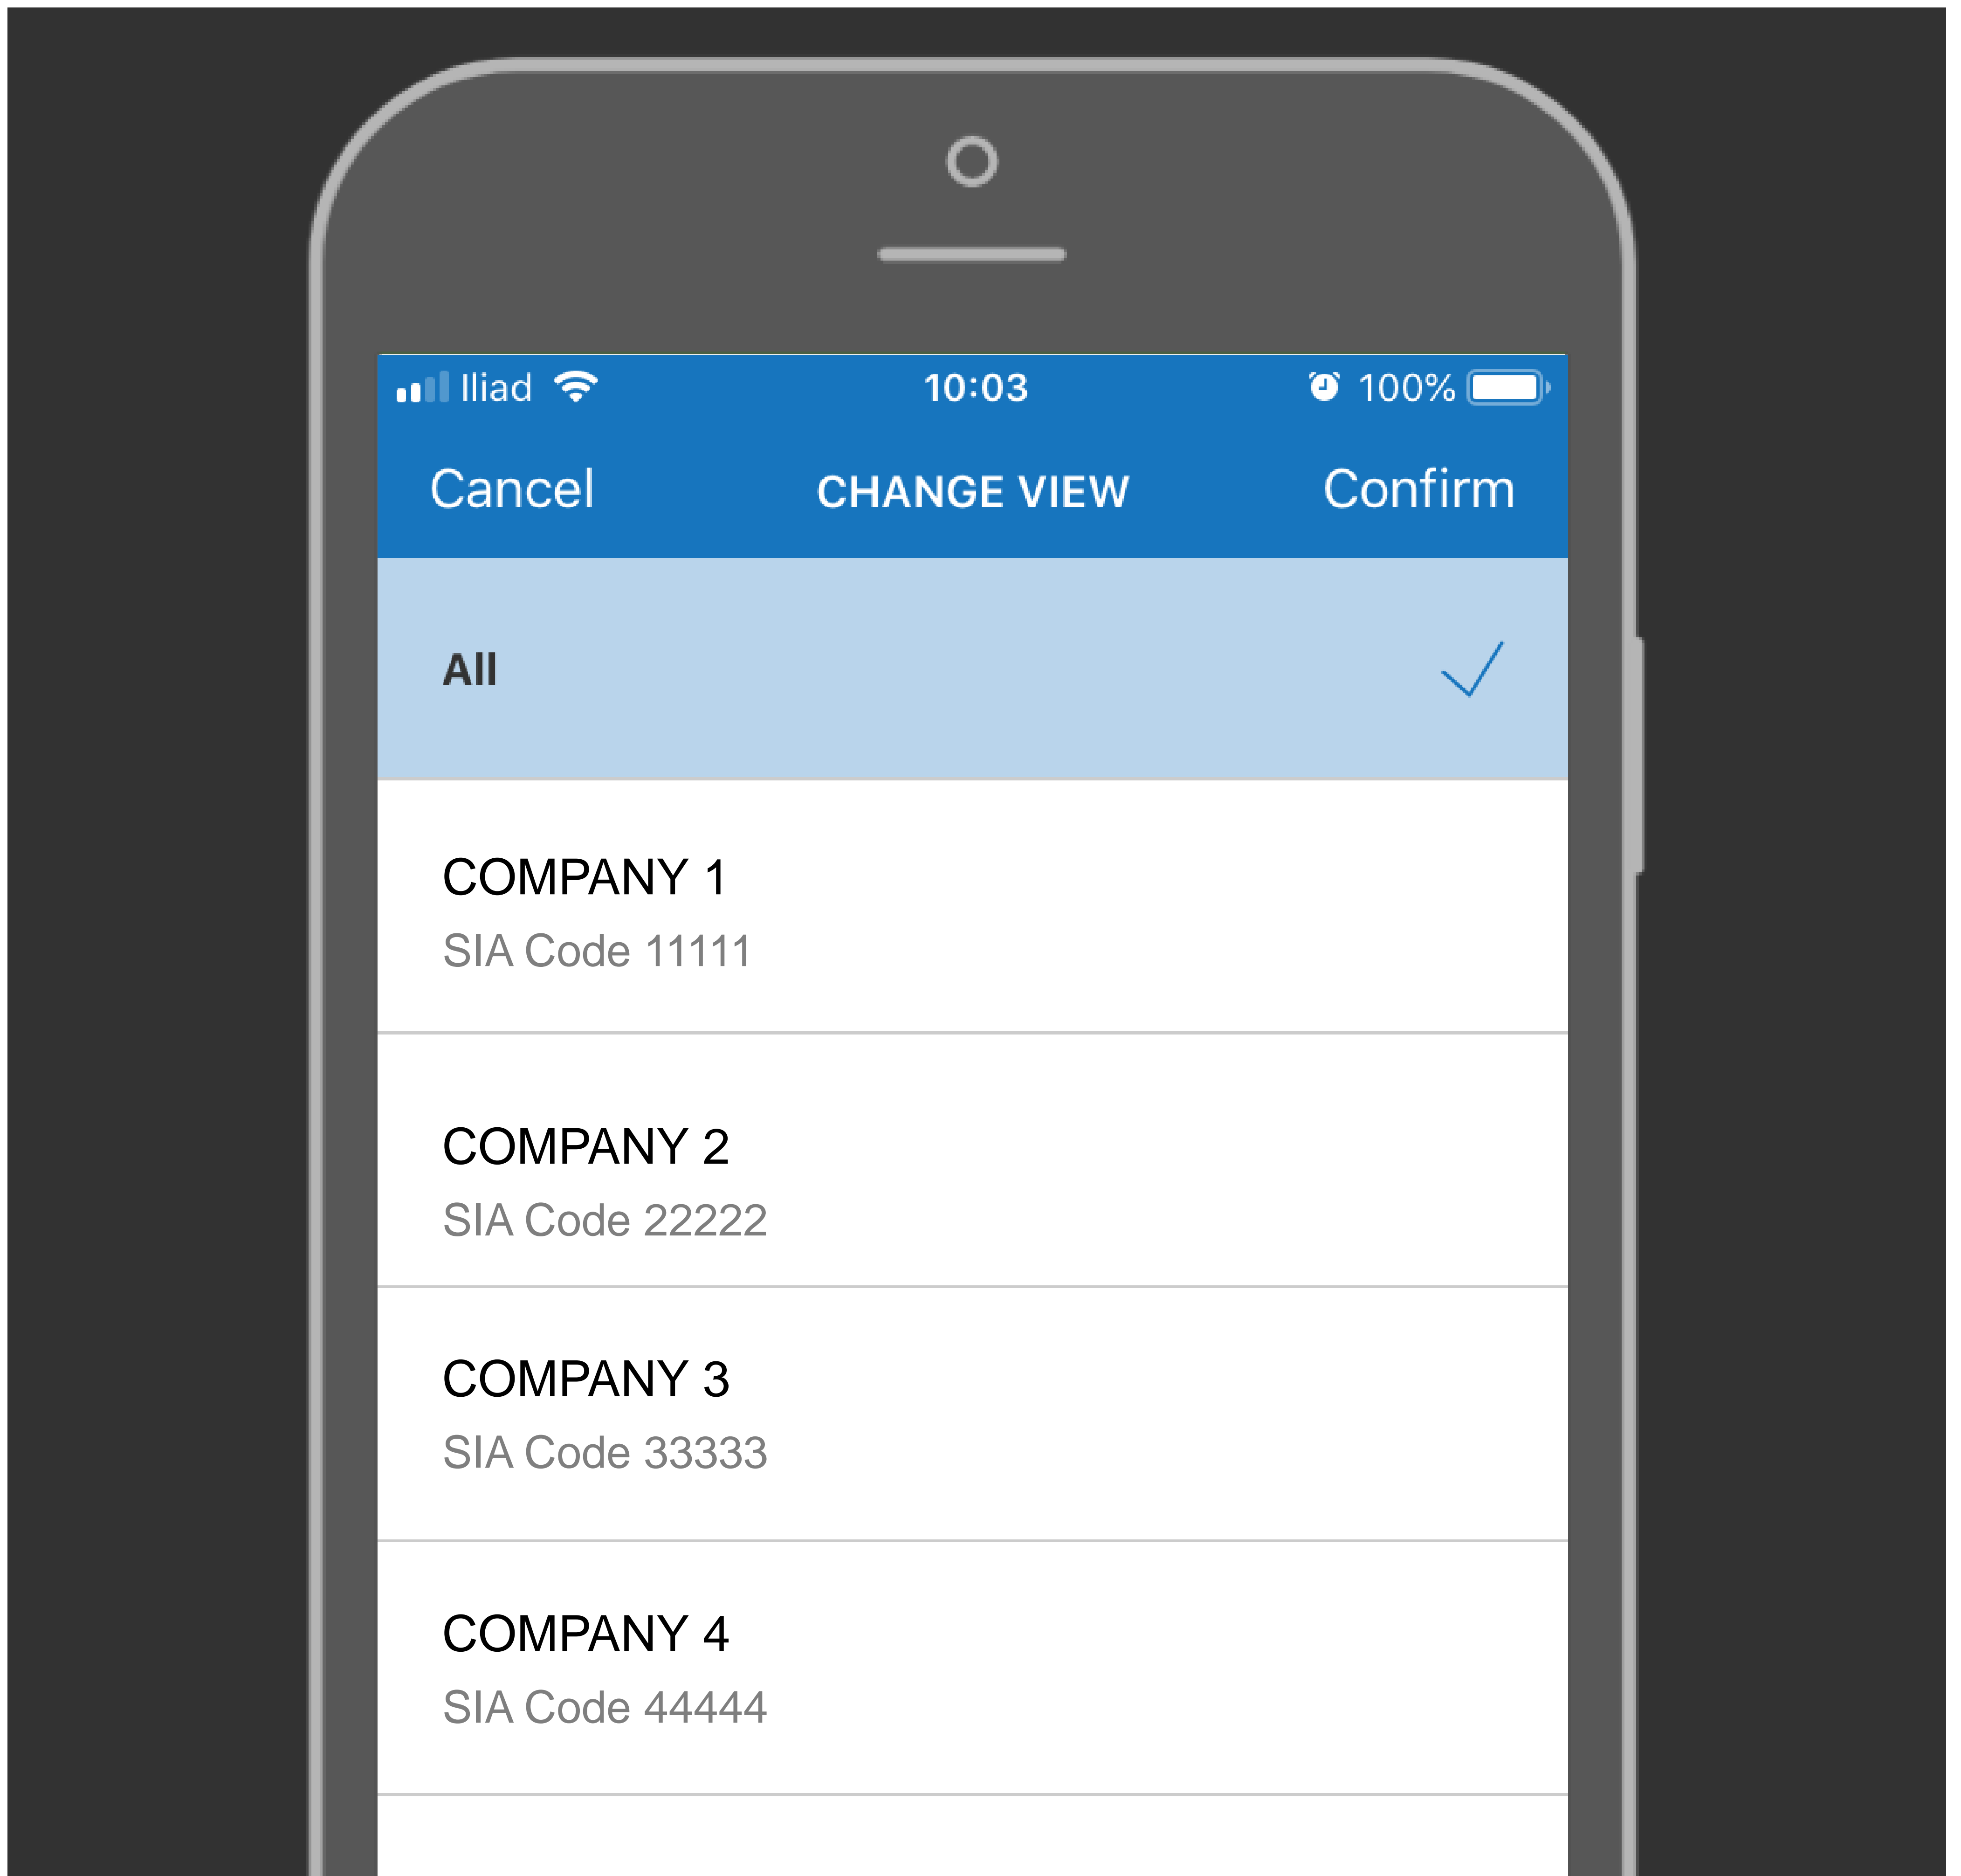 Iliad 10:03 100%
Cancel CHANGE VIEW Confirm
All
COMPANY 1
SIA Code 11111
COMPANY 2
SIA Code 22222
COMPANY 3
SIA Code 33333
COMPANY 4
SIA Code 44444